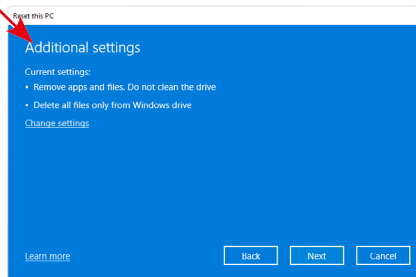 Reset this PC
Additional settings
Current settings:
• Remove apps and files. Do not clean the drive
• Delete all files only from Windows drive
Change settings
Learn more
Back
Next
Cancel